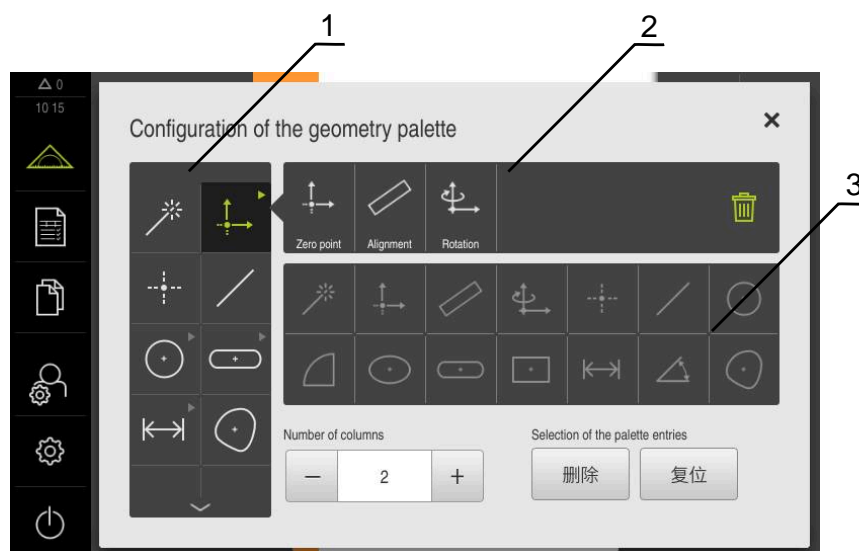 1
2
3
0
10 15
Configuration of the geometry palette
Zero point
Alignment
Rotation
Number of columns
Selection of the palette entries
2
删除
复位